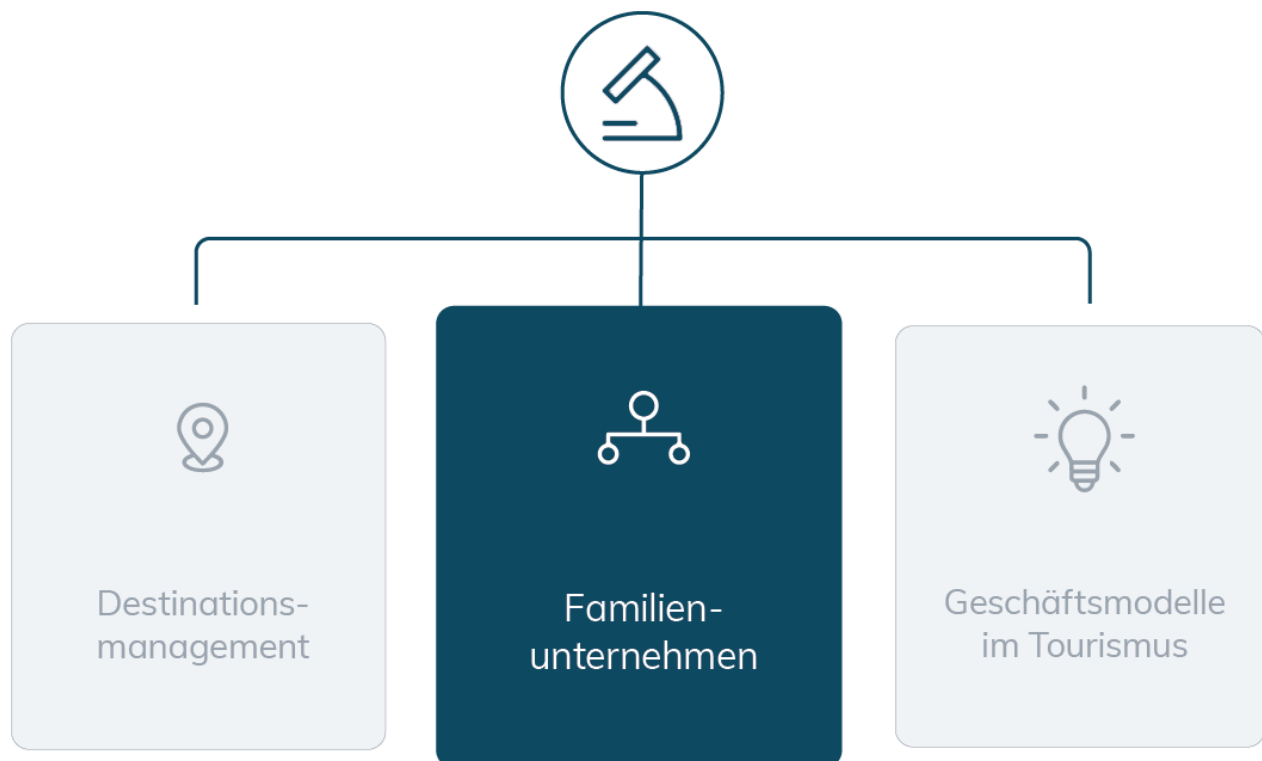 Destinations-
management
Familien-
unternehmen
Geschäftsmodelle
im Tourismus